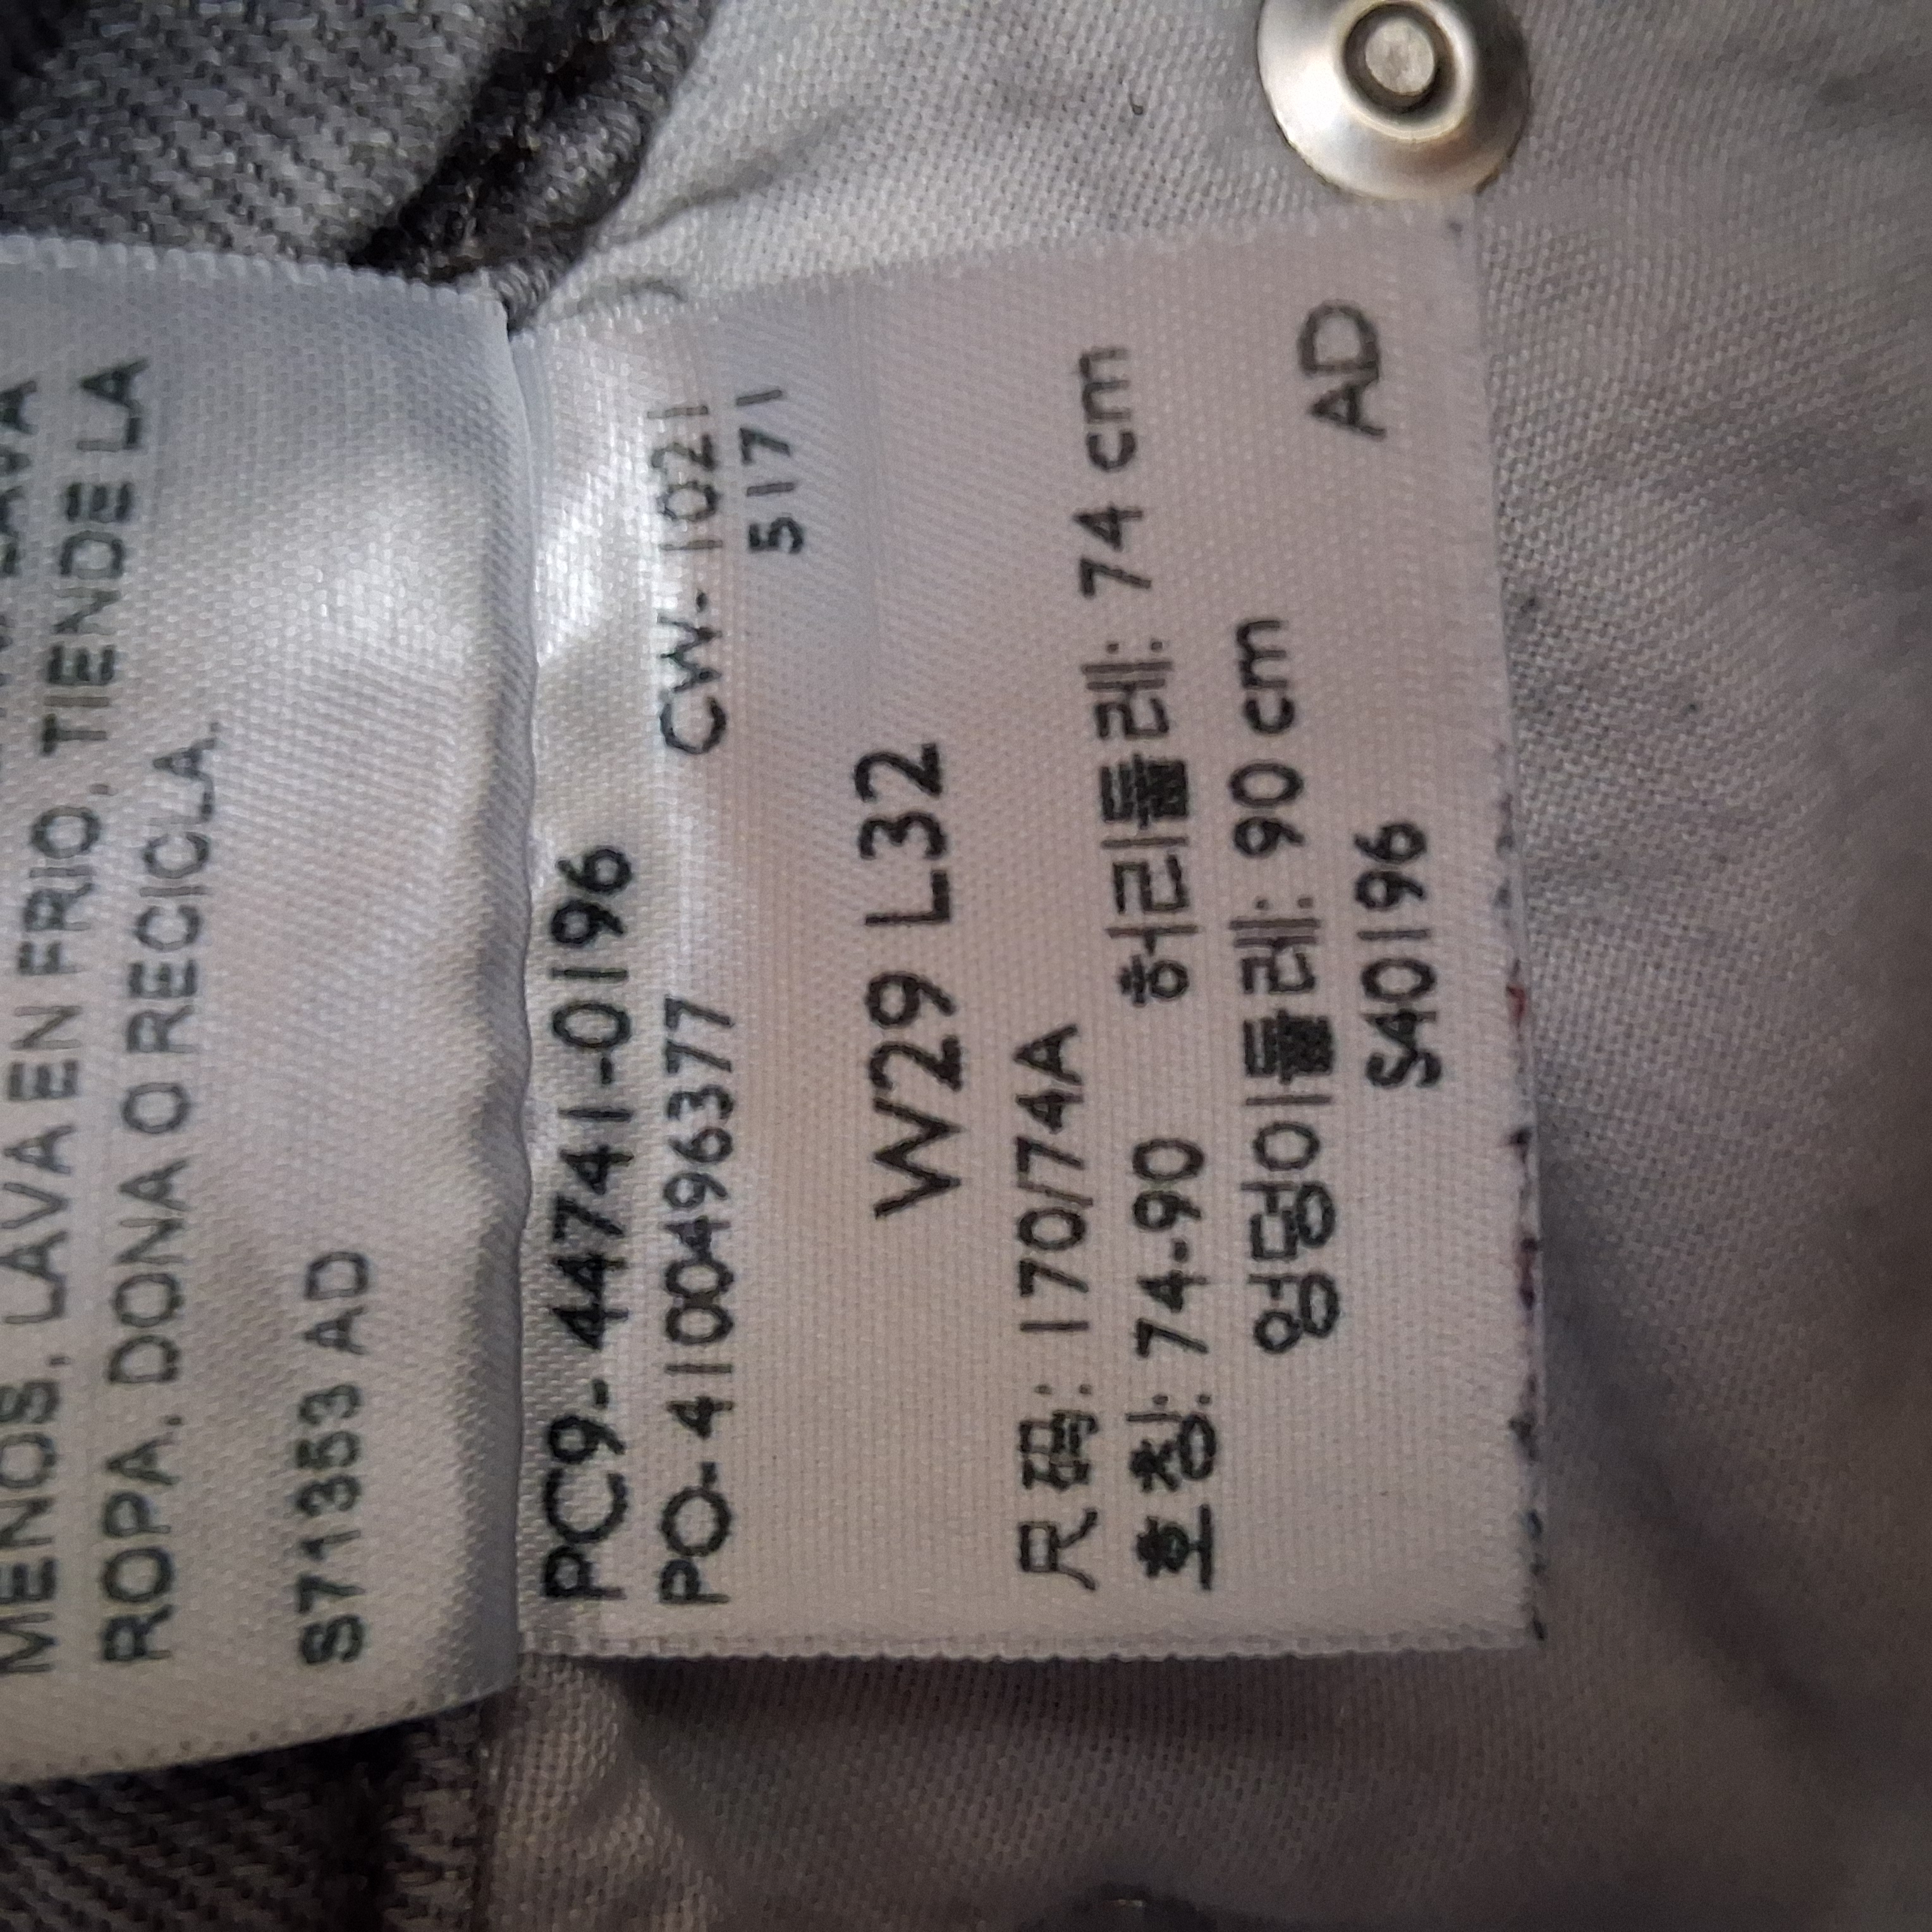 LAVA
MENOS, LAVA EN FRIO, TIENDE LA
ROPA, DONA O RECICLA.
S71353 AD
PC9-44741-0196
PO-4100496377 CW-1021
5171
W29 L32
尺码: 170/74A
호칭: 74-90 허리둘레: 74 cm
엉덩이둘레: 90 cm
S40196 AD